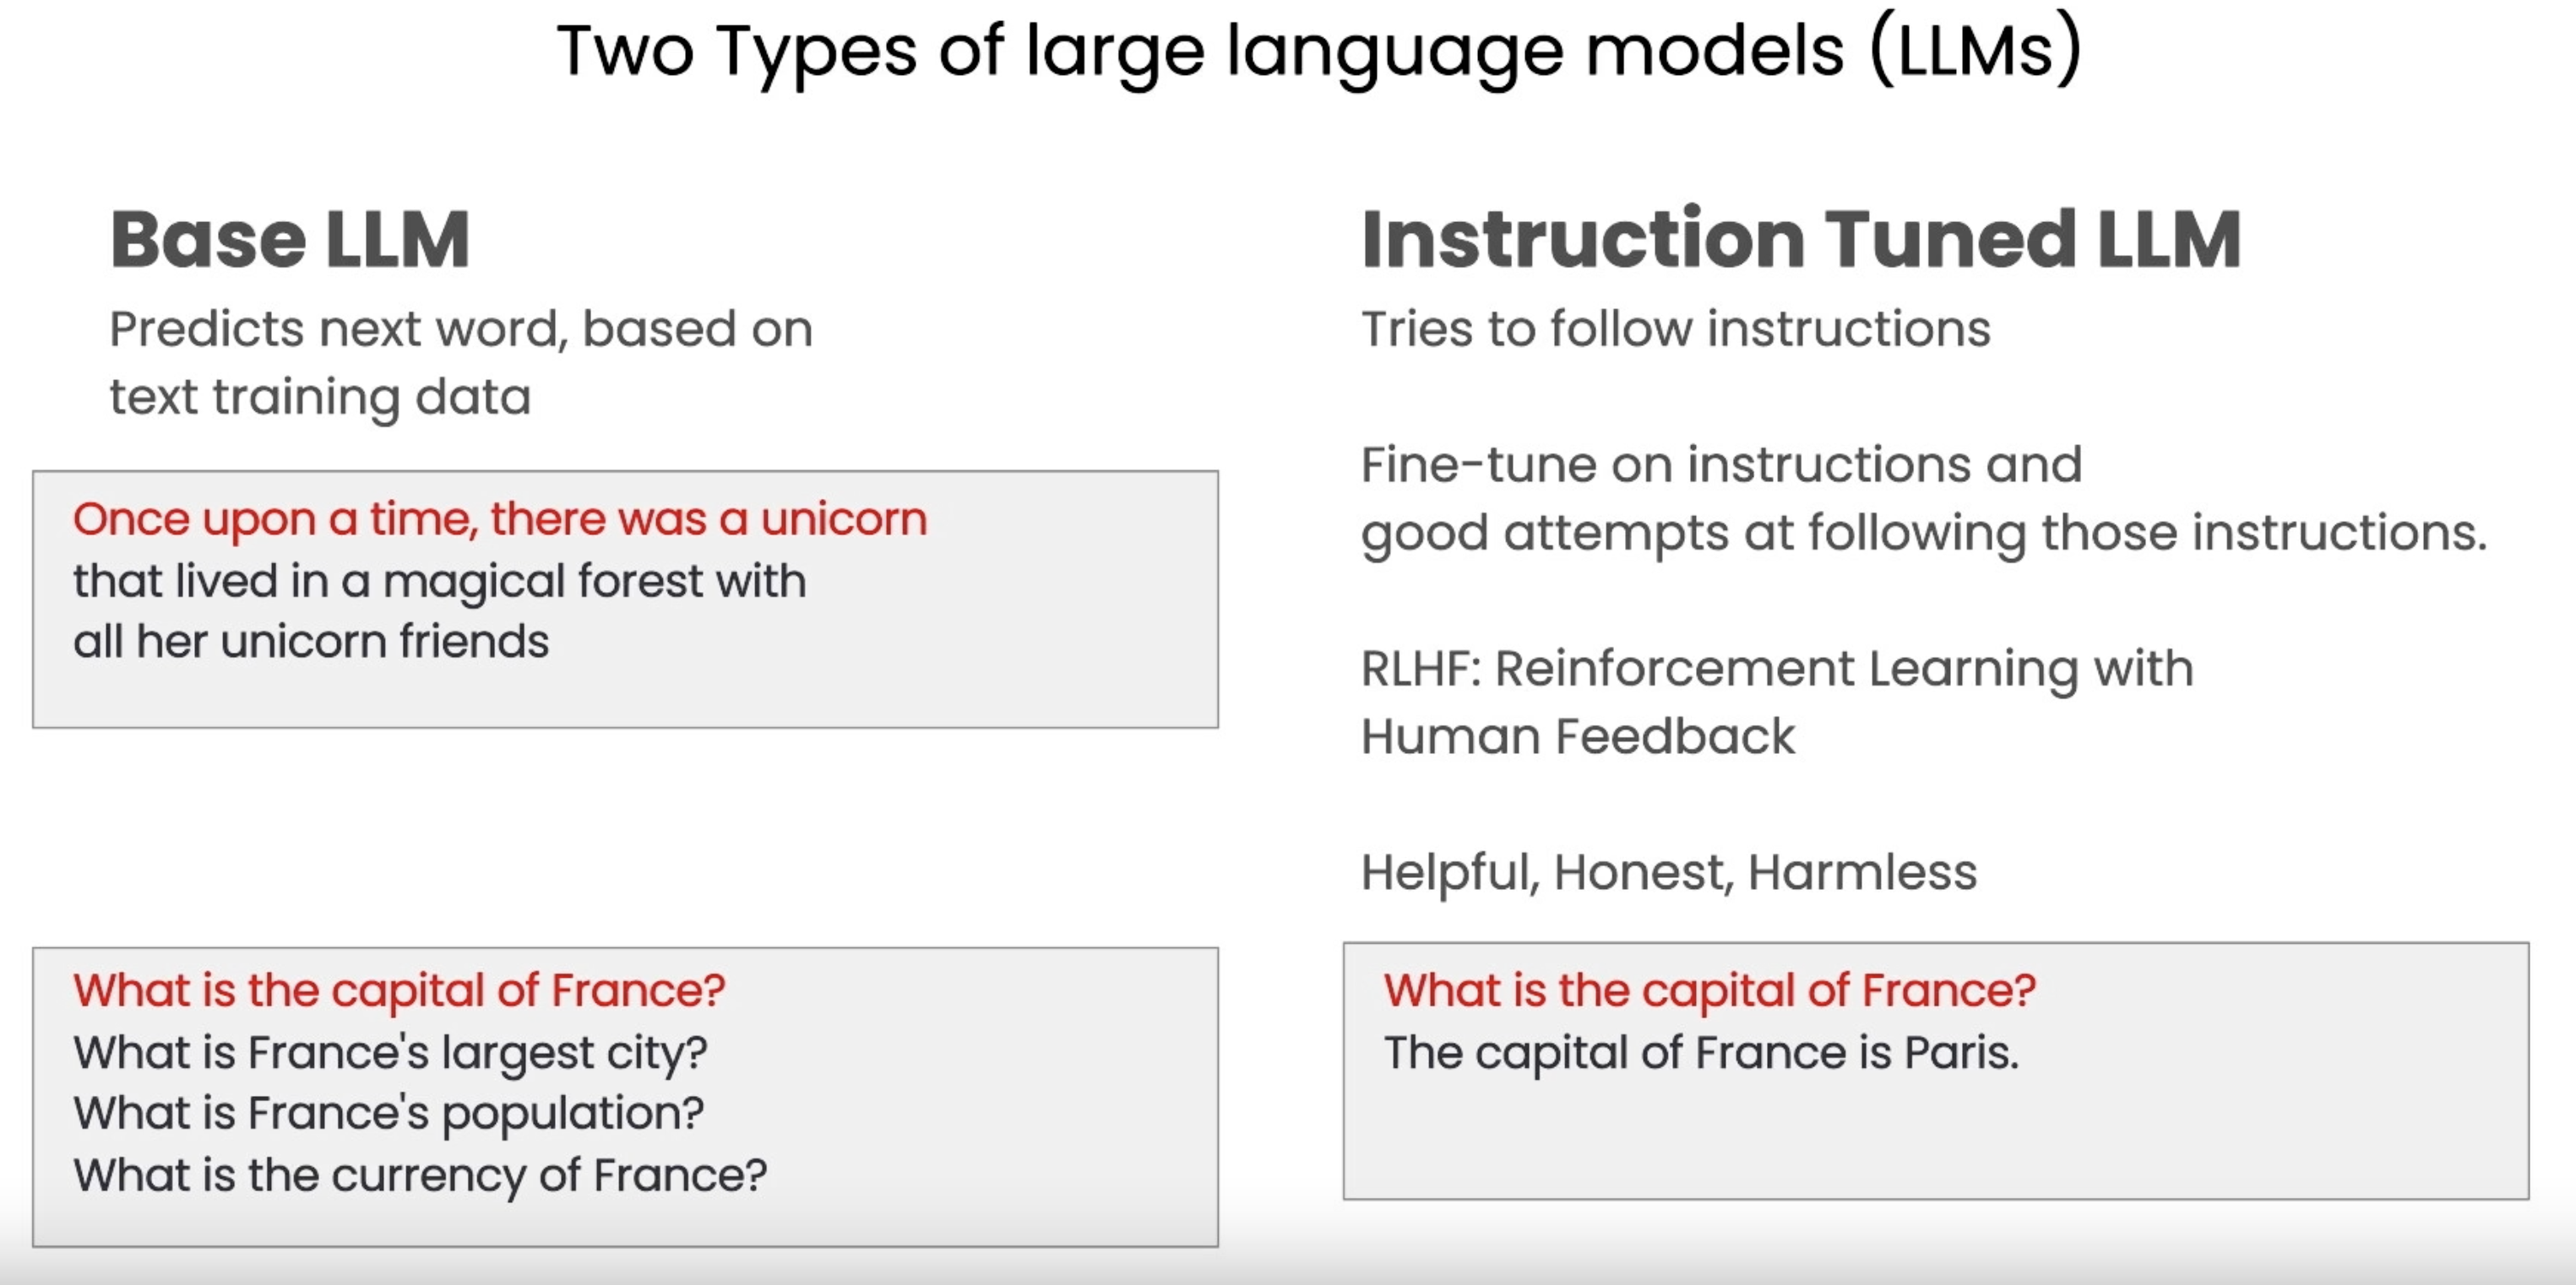 Two Types of large language models (LLMs)
Base LLM
Predicts next word, based on
text training data
Once upon a time, there was a unicorn
that lived in a magical forest with
all her unicorn friends
What is the capital of France?
What is France's largest city?
What is France's population?
What is the currency of France?
Instruction Tuned LLM
Tries to follow instructions
Fine-tune on instructions and
good attempts at following those instructions.
RLHF: Reinforcement Learning with
Human Feedback
Helpful, Honest, Harmless
What is the capital of France?
The capital of France is Paris.